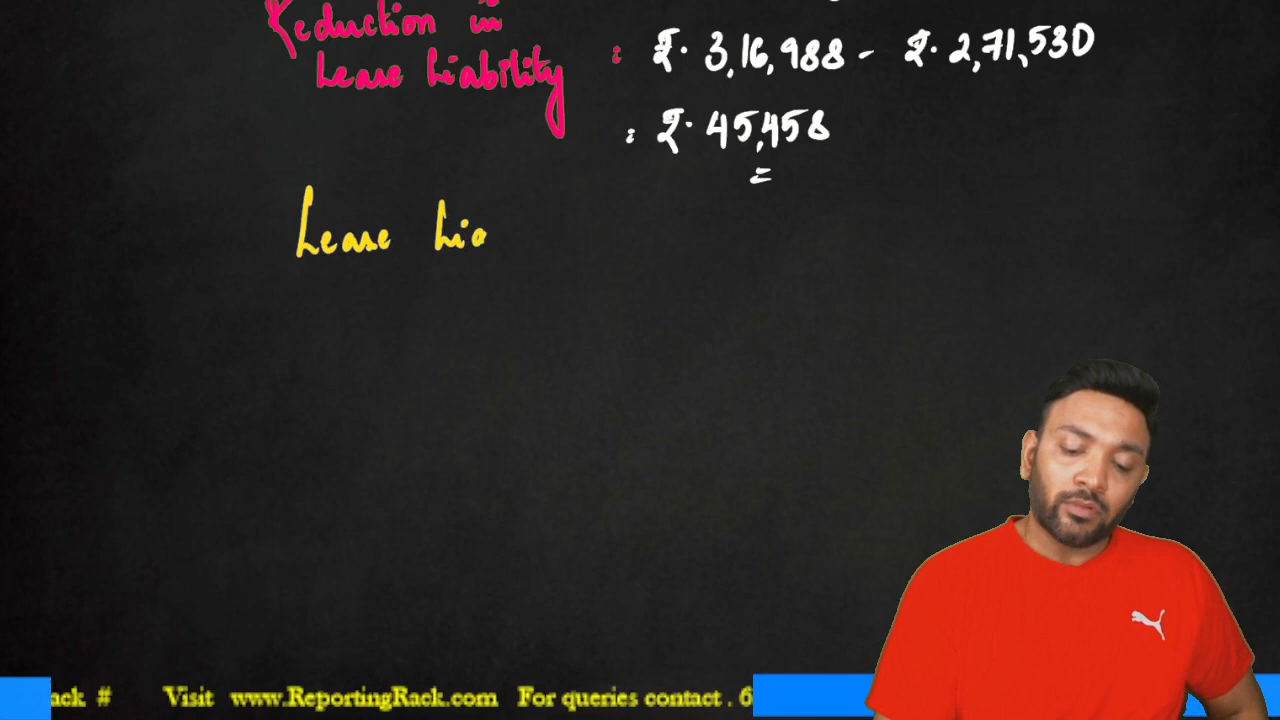 Reduction in
Lease Liability : ₹. 3,16,988 - ₹. 2,71,530
: ₹. 45,458
=
Lease Lia
ack # Visit www.ReportingRack.com For queries contact . 6